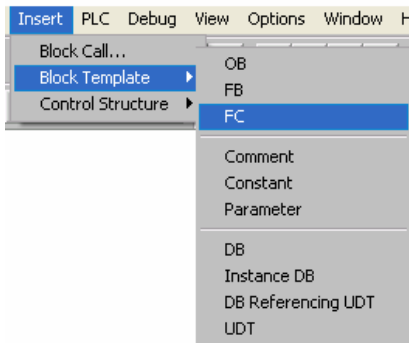 Insert PLC Debug View Options Window H
Block Call...
Block Template
Control Structure
OB
FB
FC
Comment
Constant
Parameter
DB
Instance DB
DB Referencing UDT
UDT